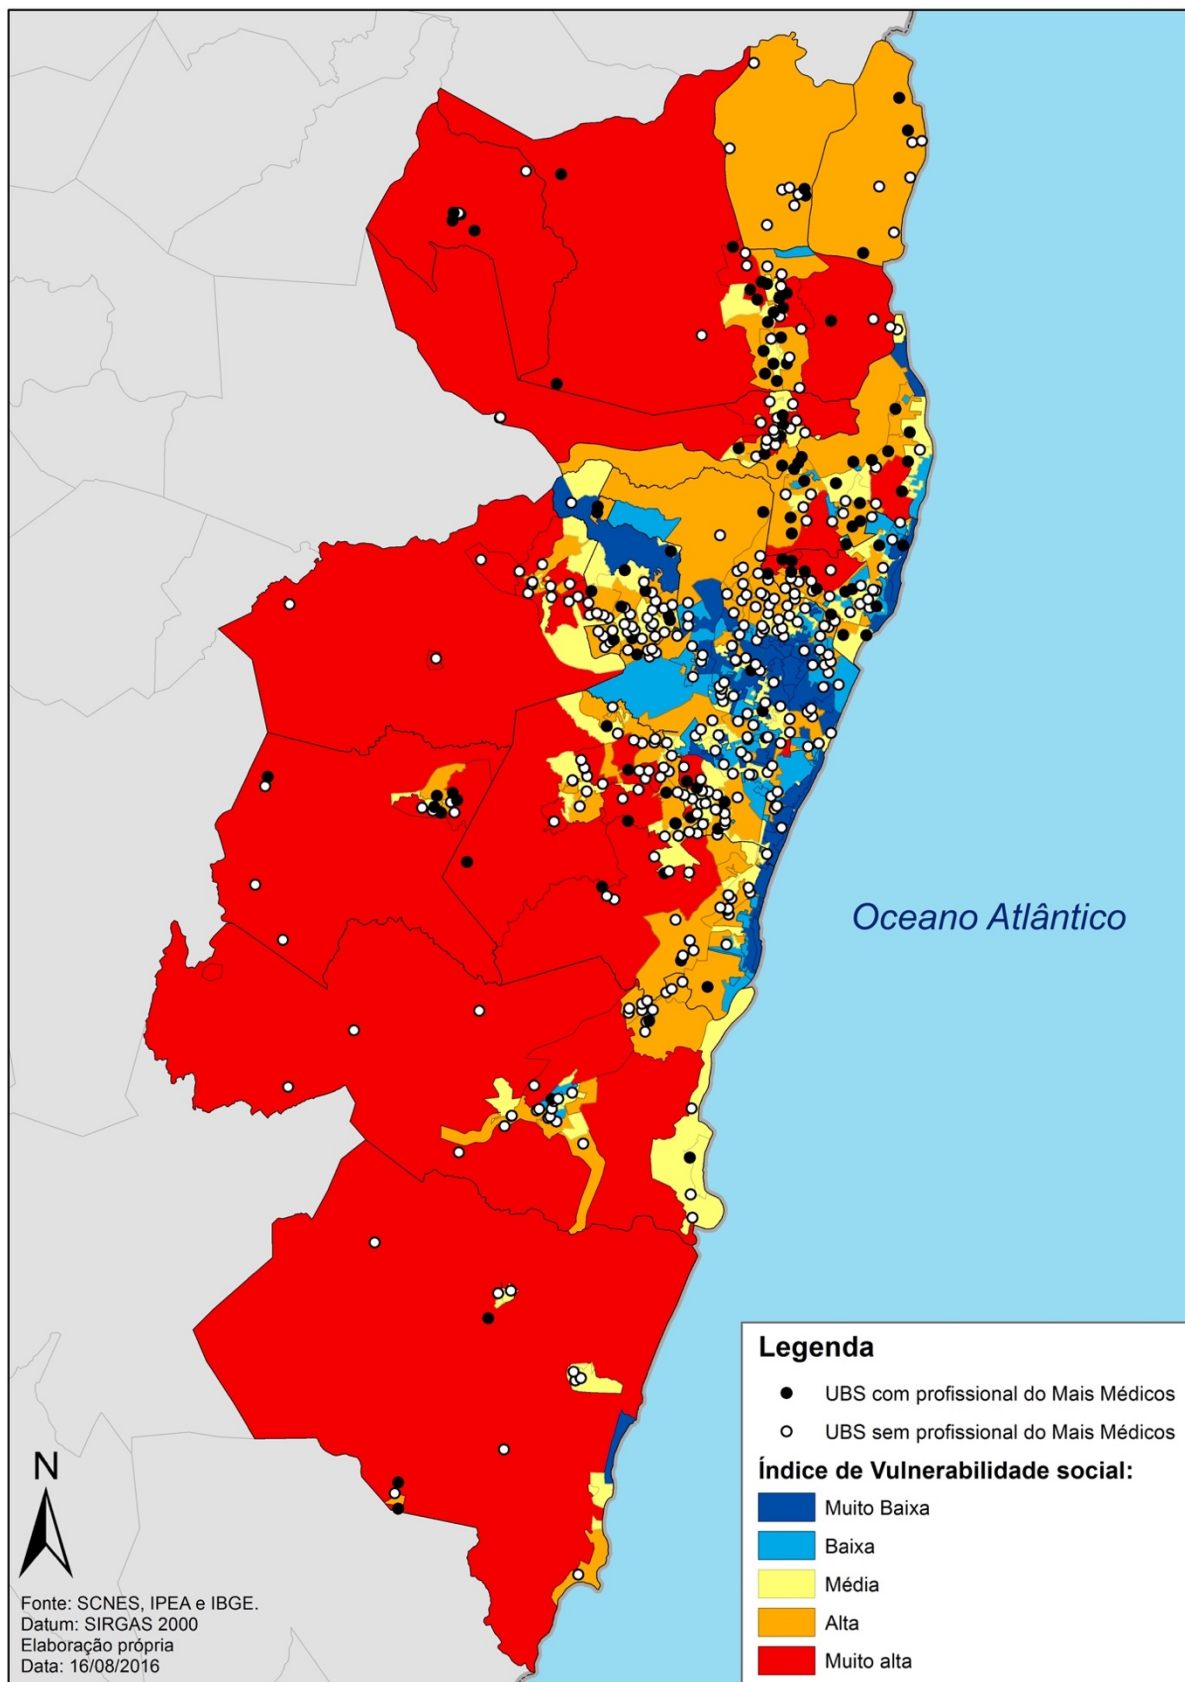 Oceano Atlântico
Legenda
UBS com profissional do Mais Médicos
UBS sem profissional do Mais Médicos
Índice de Vulnerabilidade social:
Muito Baixa
Baixa
Média
Alta
Muito alta
N
Fonte: SCNES, IPEA e IBGE.
Datum: SIRGAS 2000
Elaboração própria
Data: 16/08/2016